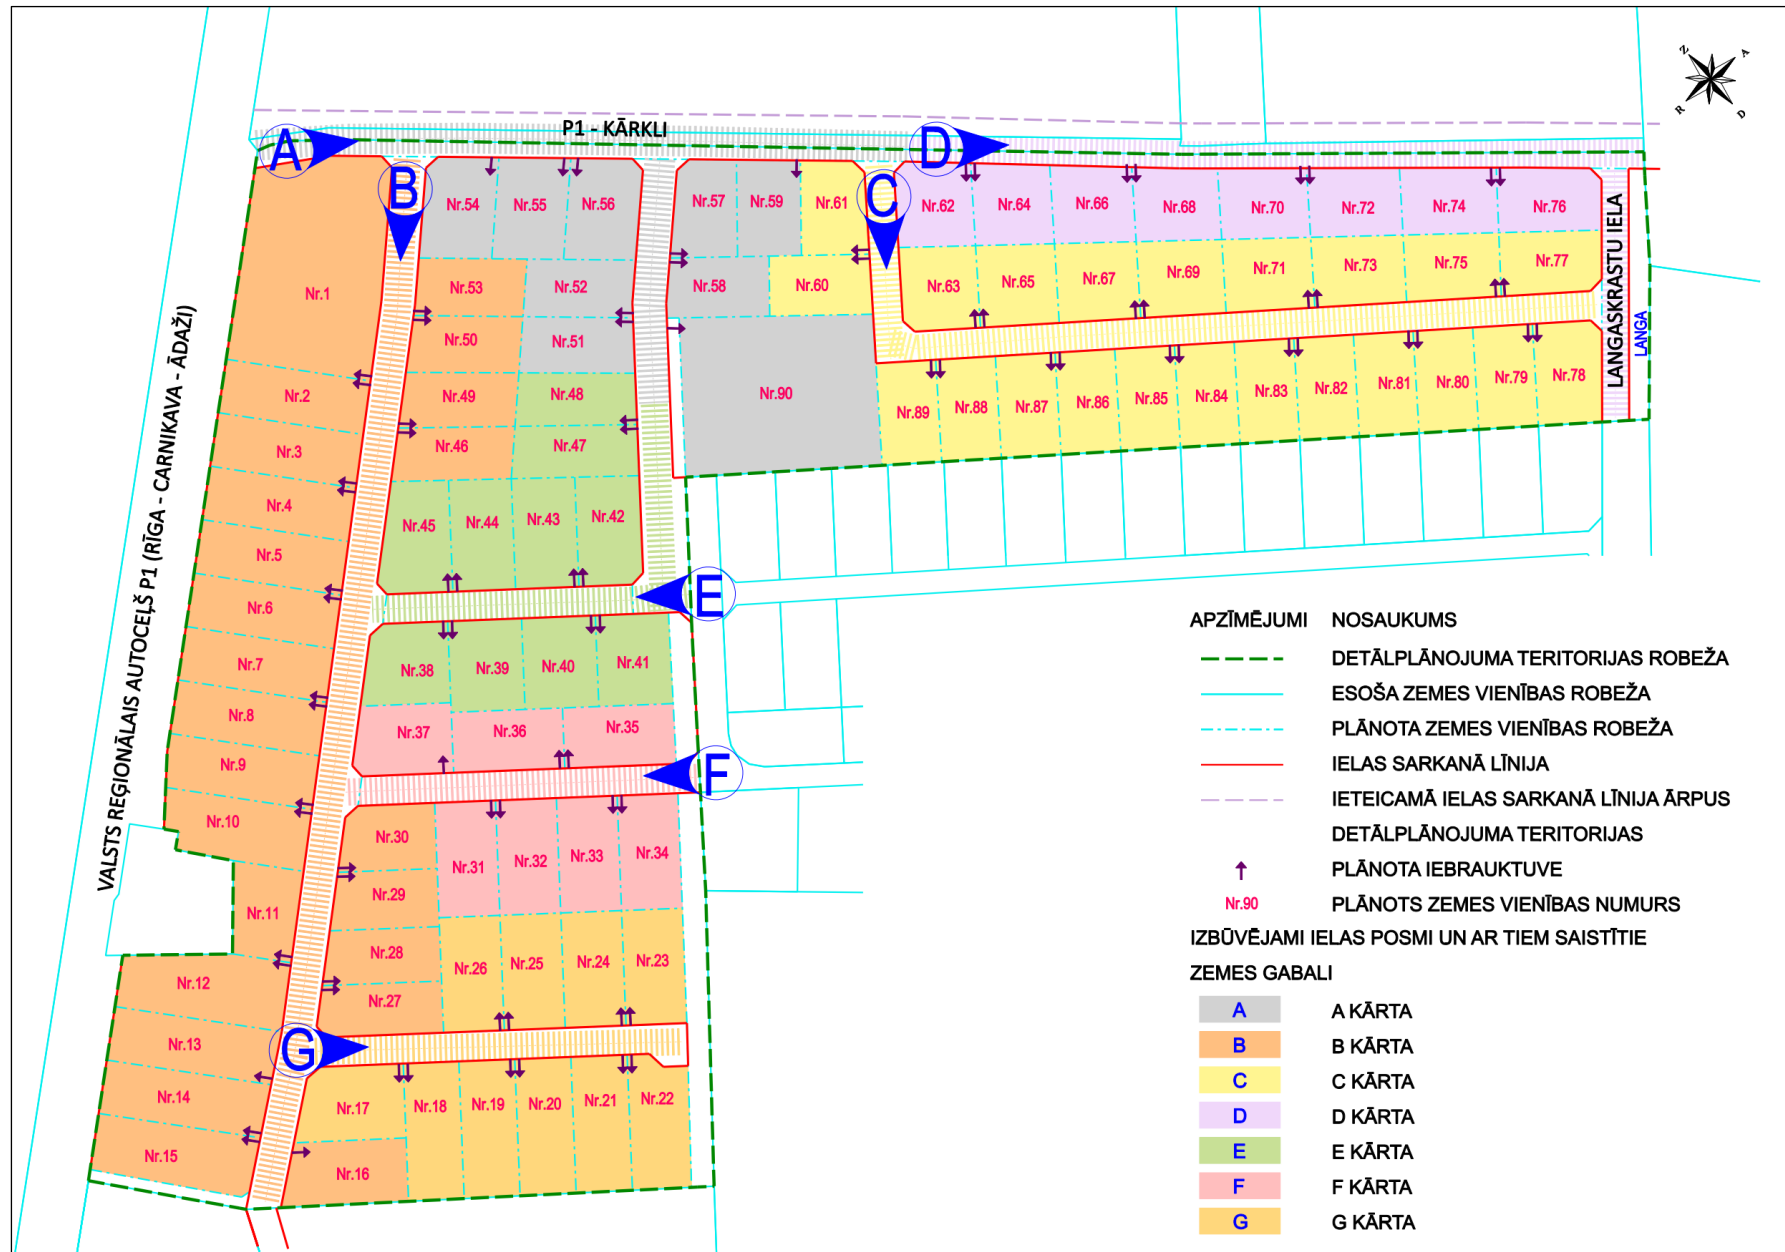 Z
A
R
D
P1 - KĀRKLI
A
D
B
C
Nr.54
Nr.55
Nr.56
Nr.57
Nr.59
Nr.61
Nr.62
Nr.64
Nr.66
Nr.68
Nr.70
Nr.72
Nr.74
Nr.76
Nr.1
Nr.53
Nr.52
Nr.58
Nr.60
Nr.63
Nr.65
Nr.67
Nr.69
Nr.71
Nr.73
Nr.75
Nr.77
LANGASKRASTU IELA
LANGA
Nr.50
Nr.51
Nr.2
Nr.49
Nr.48
Nr.90
Nr.89
Nr.88
Nr.87
Nr.86
Nr.85
Nr.84
Nr.83
Nr.82
Nr.81
Nr.80
Nr.79
Nr.78
Nr.3
Nr.46
Nr.47
Nr.4
Nr.45
Nr.44
Nr.43
Nr.42
Nr.5
Nr.6
E
VALSTS REĢIONĀLAIS AUTOCEĻŠ P1 (RĪGA - CARNIKAVA - ĀDAŽI)
Nr.7
Nr.38
Nr.39
Nr.40
Nr.41
Nr.8
Nr.37
Nr.36
Nr.35
Nr.9
F
Nr.10
Nr.30
Nr.31
Nr.32
Nr.33
Nr.34
Nr.11
Nr.29
Nr.12
Nr.28
Nr.26
Nr.25
Nr.24
Nr.23
Nr.27
Nr.13
G
Nr.14
Nr.17
Nr.18
Nr.19
Nr.20
Nr.21
Nr.22
Nr.15
Nr.16
APZĪMĒJUMI NOSAUKUMS
DETĀLPLĀNOJUMA TERITORIJAS ROBEŽA
ESOŠA ZEMES VIENĪBAS ROBEŽA
PLĀNOTA ZEMES VIENĪBAS ROBEŽA
IELAS SARKANĀ LĪNIJA
IETEICAMĀ IELAS SARKANĀ LĪNIJA ĀRPUS
DETĀLPLĀNOJUMA TERITORIJAS
PLĀNOTA IEBRAUKTUVE
Nr.90 PLĀNOTS ZEMES VIENĪBAS NUMURS
IZBŪVĒJAMI IELAS POSMI UN AR TIEM SAISTĪTIE
ZEMES GABALI
A A KĀRTA
B B KĀRTA
C C KĀRTA
D D KĀRTA
E E KĀRTA
F F KĀRTA
G G KĀRTA